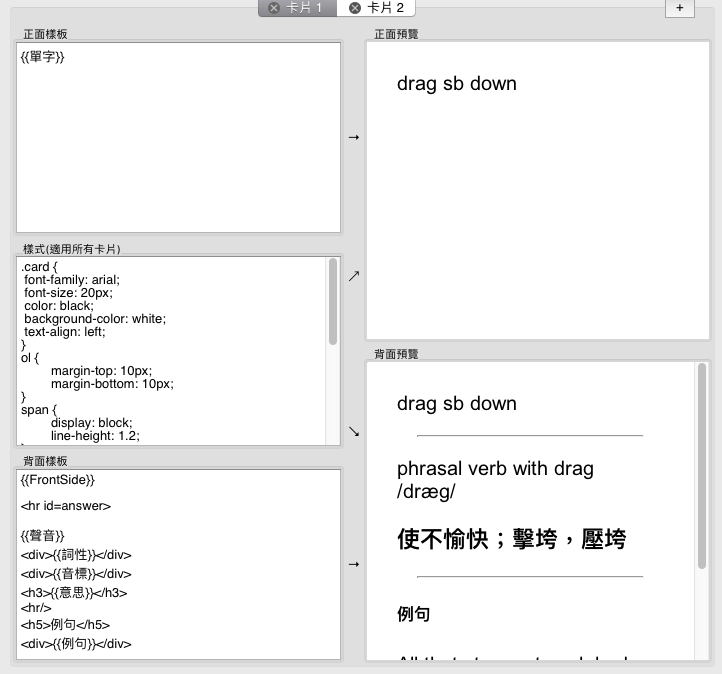 卡片 1
卡片 2
+
正面樣板
{{單字}}
樣式(適用所有卡片)
.card {
font-family: arial;
font-size: 20px;
color: black;
background-color: white;
text-align: left;
}
ol {
margin-top: 10px;
margin-bottom: 10px;
}
span {
display: block;
line-height: 1.2;
背面樣板
{{FrontSide}}
<hr id=answer>
{{聲音}}
<div>{{詞性}}</div>
<div>{{音標}}</div>
<h3>{{意思}}</h3>
<hr/>
<h5>例句</h5>
<div>{{例句}}</div>
→
↗
↘
→
正面預覽
drag sb down
背面預覽
drag sb down
phrasal verb with drag
/dræg/
使不愉快；擊垮，壓垮
例句